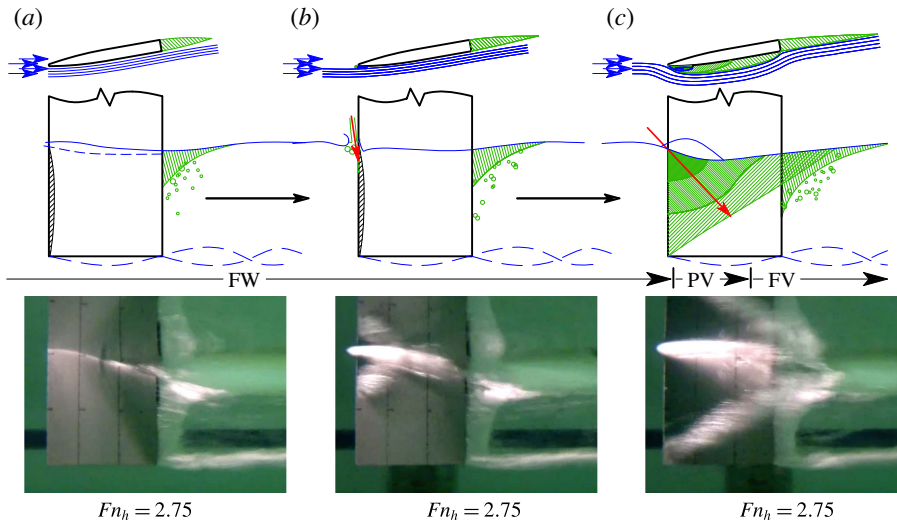 (a) (b) (c)
FW PV FV
Fn_h = 2.75 Fn_h = 2.75 Fn_h = 2.75